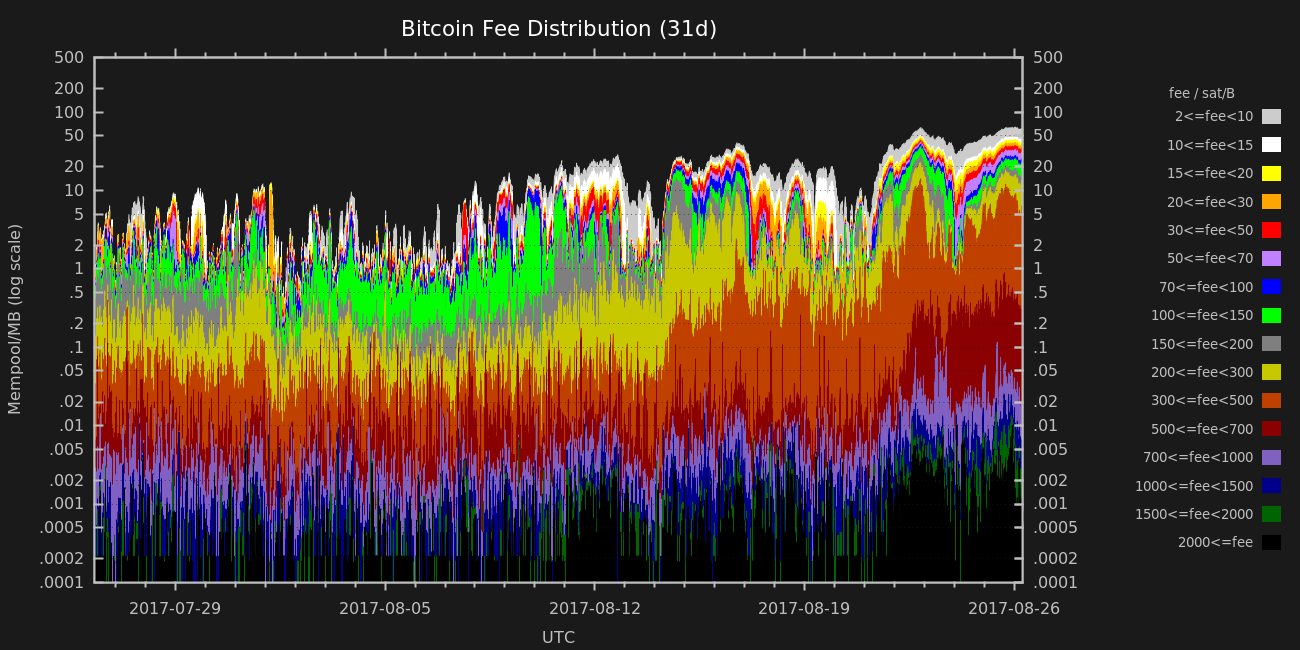 Bitcoin Fee Distribution (31d)
500
200
100
50
20
10
5
2
1
.5
.2
.1
.05
.02
.01
.005
.002
.001
.0005
.0002
.0001
Mempool/MB (log scale)
500
200
100
50
20
10
5
2
1
.5
.2
.1
.05
.02
.01
.005
.002
.001
.0005
.0002
.0001
2017-07-29 2017-08-05 2017-08-12 2017-08-19 2017-08-26
UTC
fee / sat/B
2<=fee<10
10<=fee<15
15<=fee<20
20<=fee<30
30<=fee<50
50<=fee<70
70<=fee<100
100<=fee<150
150<=fee<200
200<=fee<300
300<=fee<500
500<=fee<700
700<=fee<1000
1000<=fee<1500
1500<=fee<2000
2000<=fee